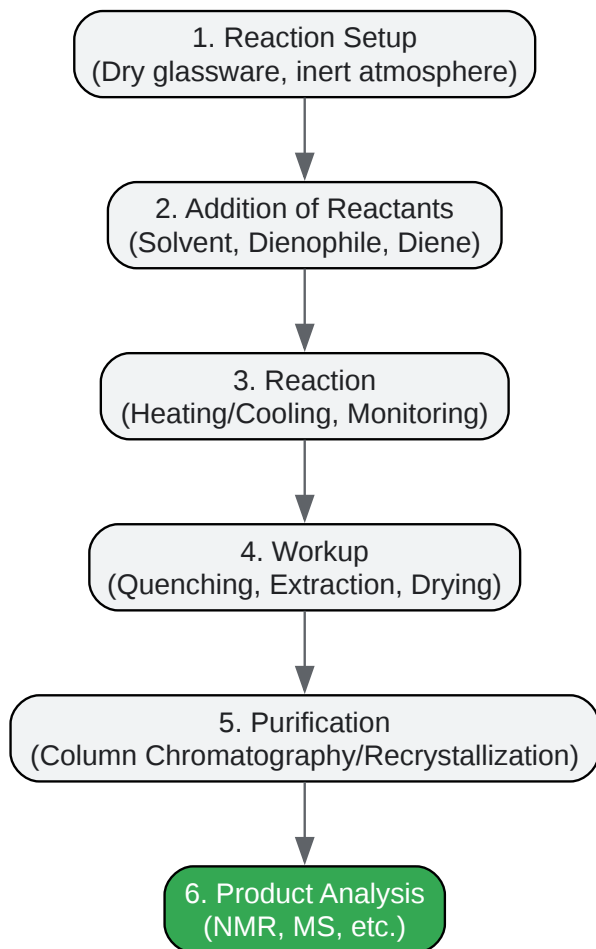 1. Reaction Setup
(Dry glassware, inert atmosphere)
2. Addition of Reactants
(Solvent, Dienophile, Diene)
3. Reaction
(Heating/Cooling, Monitoring)
4. Workup
(Quenching, Extraction, Drying)
5. Purification
(Column Chromatography/Recrystallization)
6. Product Analysis
(NMR, MS, etc.)